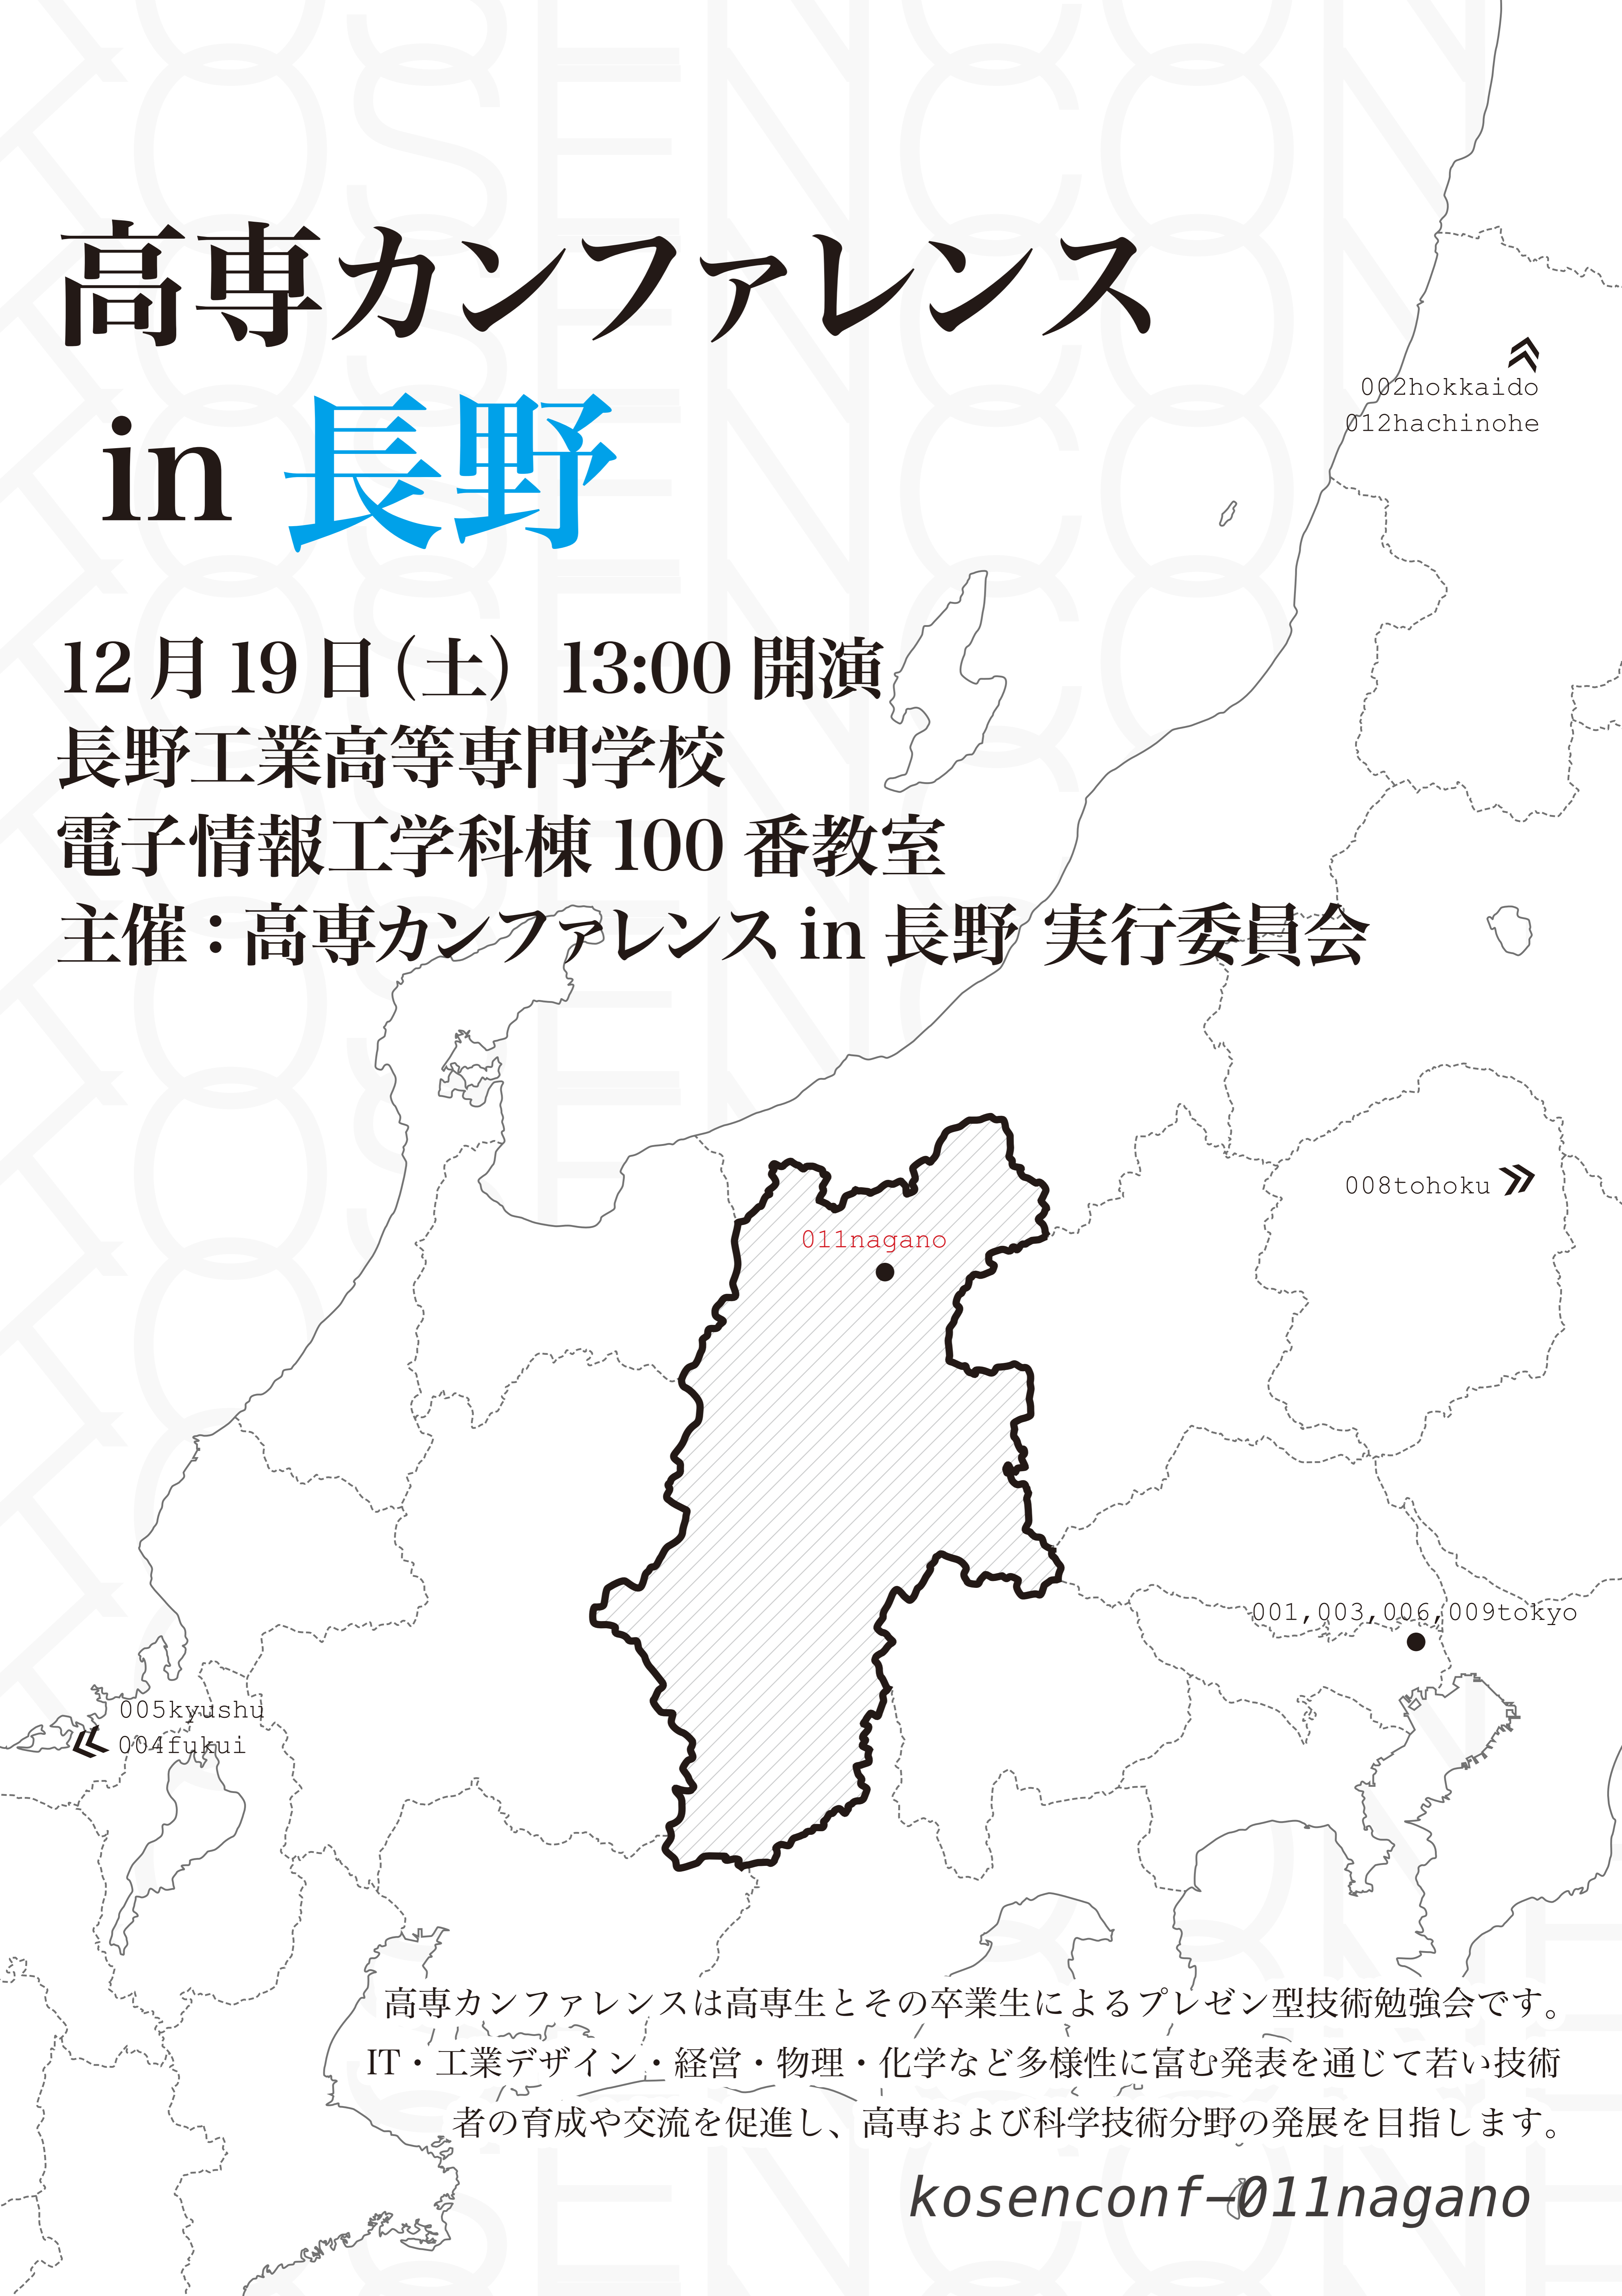 高専カンファレンス
in 長野
12月19日(土) 13:00開演
長野工業高等専門学校
電子情報工学科棟 100 番教室
主催：高専カンファレンス in 長野 実行委員会
002hokkaido
012hachinohe
008tohoku
011nagano
001,003,006,009tokyo
005kyushu
004fukui
高専カンファレンスは高専生とその卒業生によるプレゼン型技術勉強会です。
IT・工業デザイン・経営・物理・化学など多様性に富む発表を通じて若い技術
者の育成や交流を促進し、高専および科学技術分野の発展を目指します。
kosenconf-011nagano